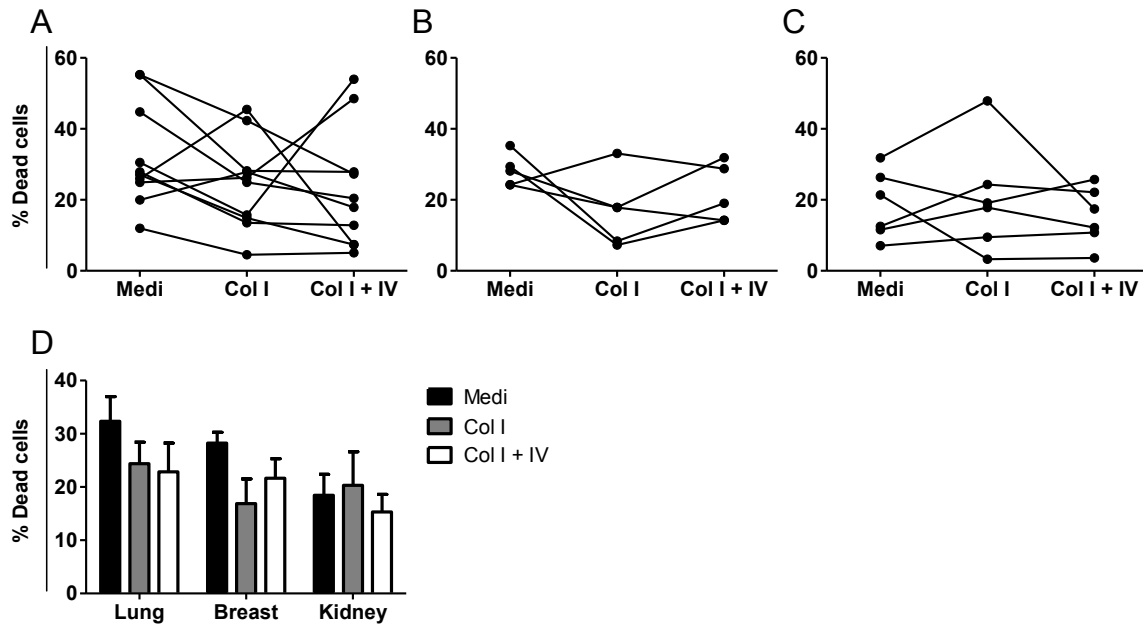 A
B
C
% Dead cells
60
40
20
0
Medi
Col I
Col I + IV
60
40
20
0
Medi
Col I
Col I + IV
60
40
20
0
Medi
Col I
Col I + IV
D
% Dead cells
40
30
20
10
0
Lung
Breast
Kidney
Medi
Col I
Col I + IV